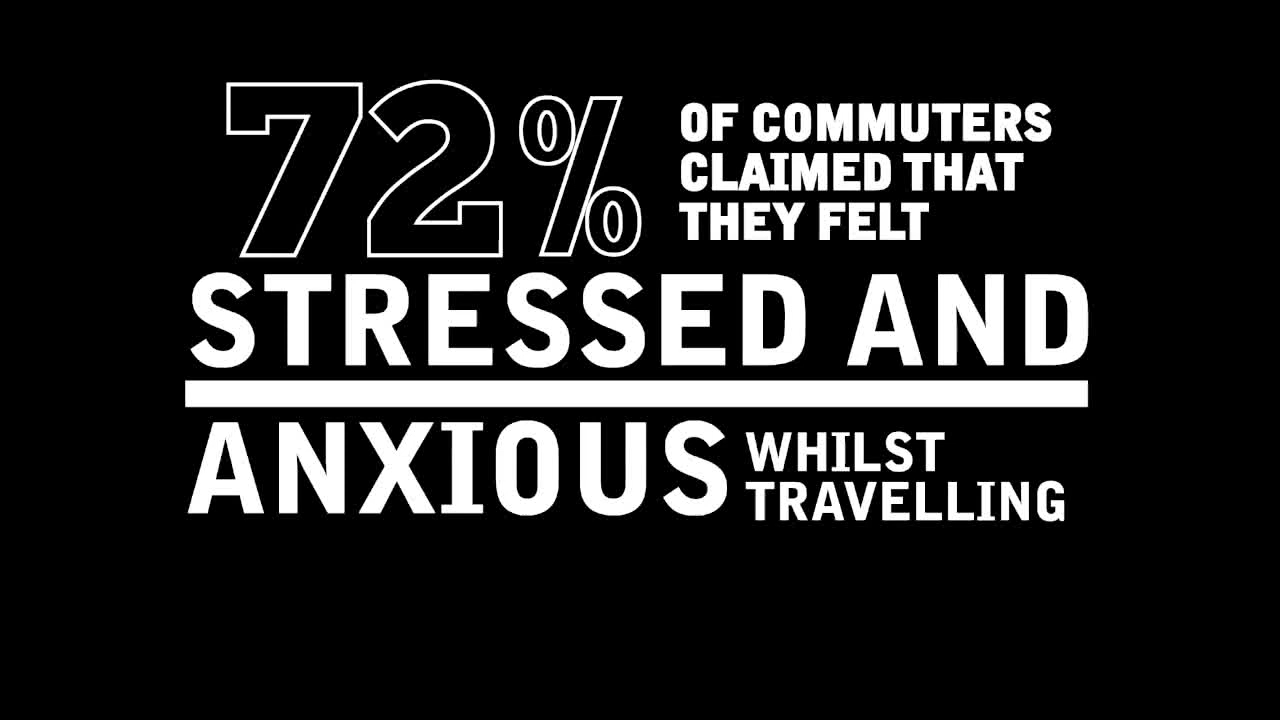 72% OF COMMUTERS
CLAIMED THAT
THEY FELT
STRESSED AND
ANXIOUS WHILST
TRAVELLING